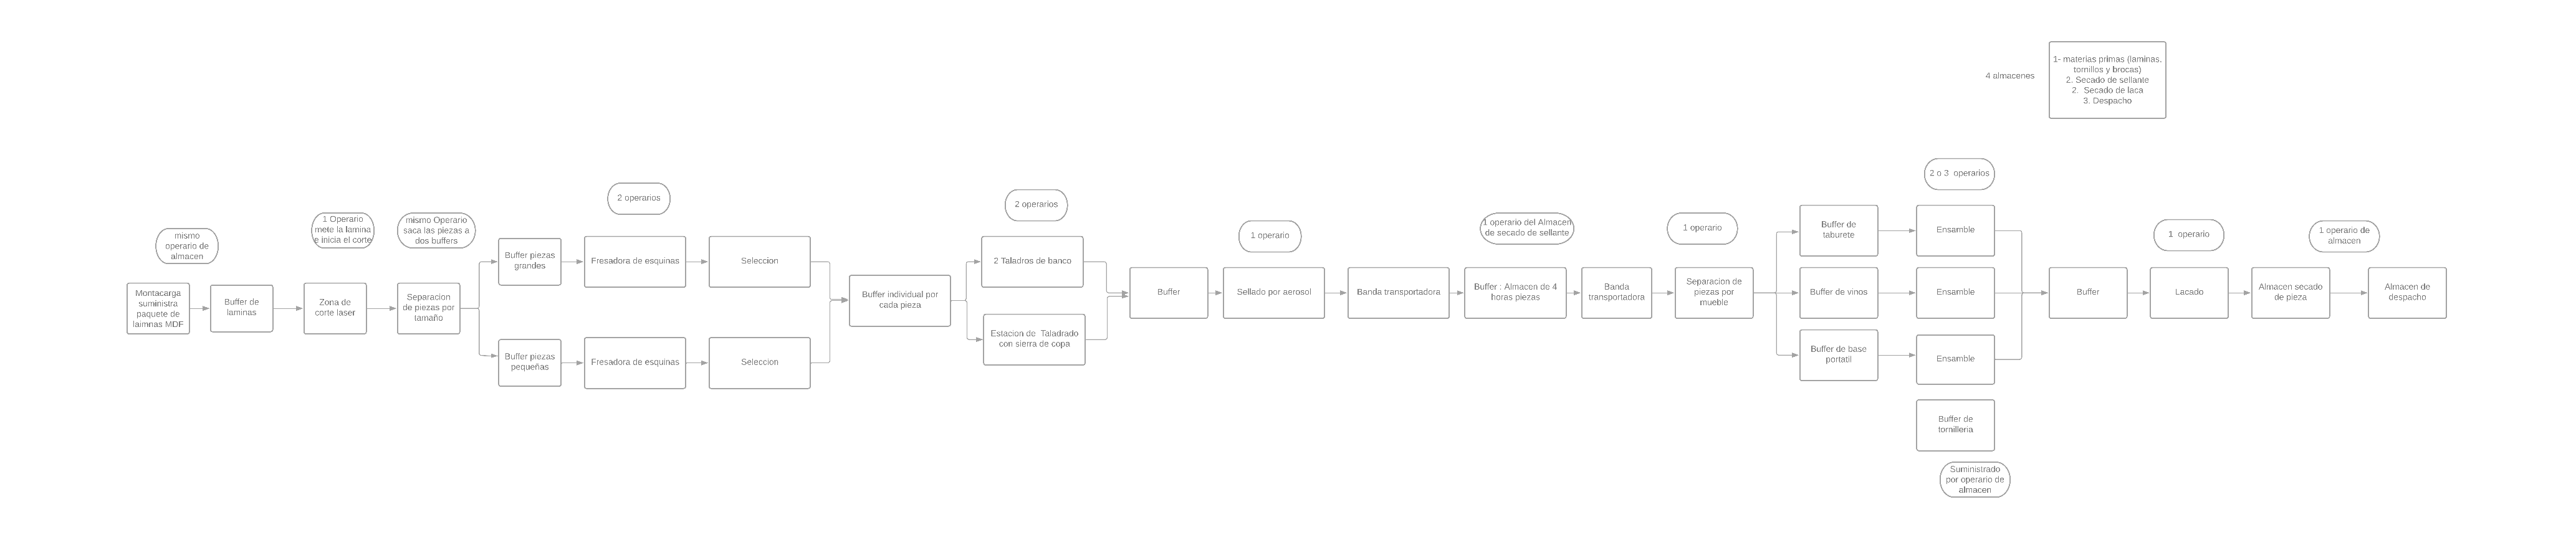 4 almacenes
1- materias primas (laminas,
tornillos y brocas)
2. Secado de sellante
2.  Secado de laca
3. Despacho
mismo
operario de
almacen
Montacarga
suministra
paquete de
laimnas MDF
Buffer de
laminas
1 Operario
mete la lamina
e inicia el corte
Zona de
corte laser
mismo Operario
saca las piezas a
dos buffers
Separacion
de piezas por
tamaño
Buffer piezas
grandes
Buffer piezas
pequeñas
2 operarios
Fresadora de esquinas
Fresadora de esquinas
Seleccion
Seleccion
Buffer individual por
cada pieza
2 operarios
2 Taladros de banco
Estacion de  Taladrado
con sierra de copa
Buffer
1 operario
Sellado por aerosol
Banda transportadora
1 operario del Almacen
de secado de sellante
Buffer : Almacen de 4
horas piezas
Banda
transportadora
1 operario
Separacion de
piezas por
mueble
Buffer de
taburete
Buffer de vinos
Buffer de base
portatil
2 o 3  operarios
Ensamble
Ensamble
Ensamble
Buffer de
tornilleria
Suministrado
por operario de
almacen
Buffer
1  operario
Lacado
Almacen secado
de pieza
1 operario de
almacen
Almacen de
despacho